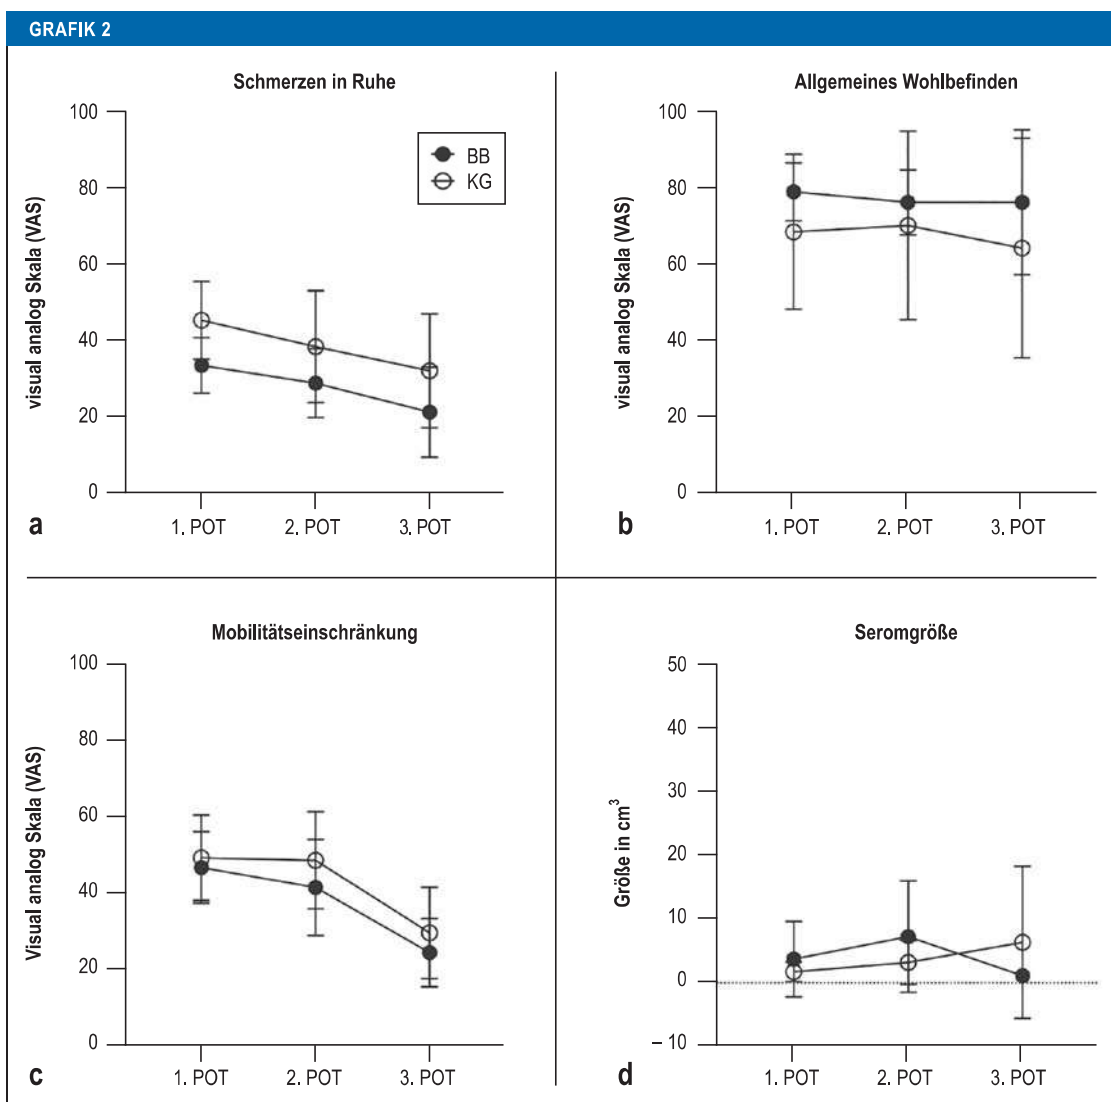 GRAFIK 2
Schmerzen in Ruhe
visual analog Skala (VAS)
100
80
60
40
20
0
BB
KG
1. POT 2. POT 3. POT
a
Allgemeines Wohlbefinden
visual analog Skala (VAS)
100
80
60
40
20
0
1. POT 2. POT 3. POT
b
Mobilitätseinschränkung
Visual analog Skala (VAS)
100
80
60
40
20
0
1. POT 2. POT 3. POT
c
Seromgröße
Größe in cm³
50
40
30
20
10
0
– 10
1. POT 2. POT 3. POT
d